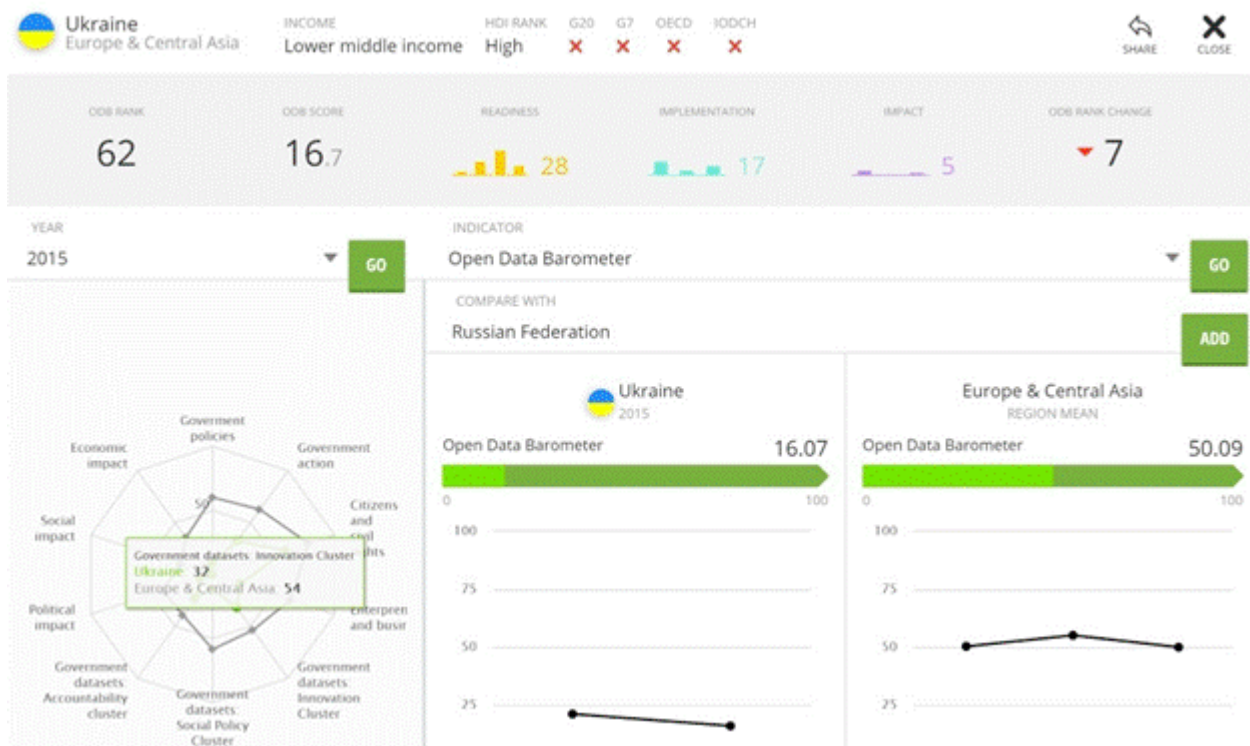 Ukraine
Europe & Central Asia
INCOME
Lower middle income
HDI RANK
High
G20
G7
OECD
IODCH
SHARE
CLOSE
ODB RANK
62
ODB SCORE
16.7
READINESS
28
IMPLEMENTATION
17
IMPACT
5
ODB RANK CHANGE
7
YEAR
2015
GO
INDICATOR
Open Data Barometer
GO
COMPARE WITH
Russian Federation
ADD
Goverment
policies
Government
action
Citizens
and
Economic
impact
Social
impact
Political
impact
50
Government datasets: Innovation Cluster
Ukraine: 32
Europe & Central Asia: 54
and busir
Government
datasets:
Accountability
cluster
Government
datasets:
Social Policy
Cluster
Government
datasets:
Innovation
Cluster
Ukraine
2015
Open Data Barometer
16.07
0
100
100
75
50
25
Europe & Central Asia
REGION MEAN
Open Data Barometer
50.09
0
100
100
75
50
25